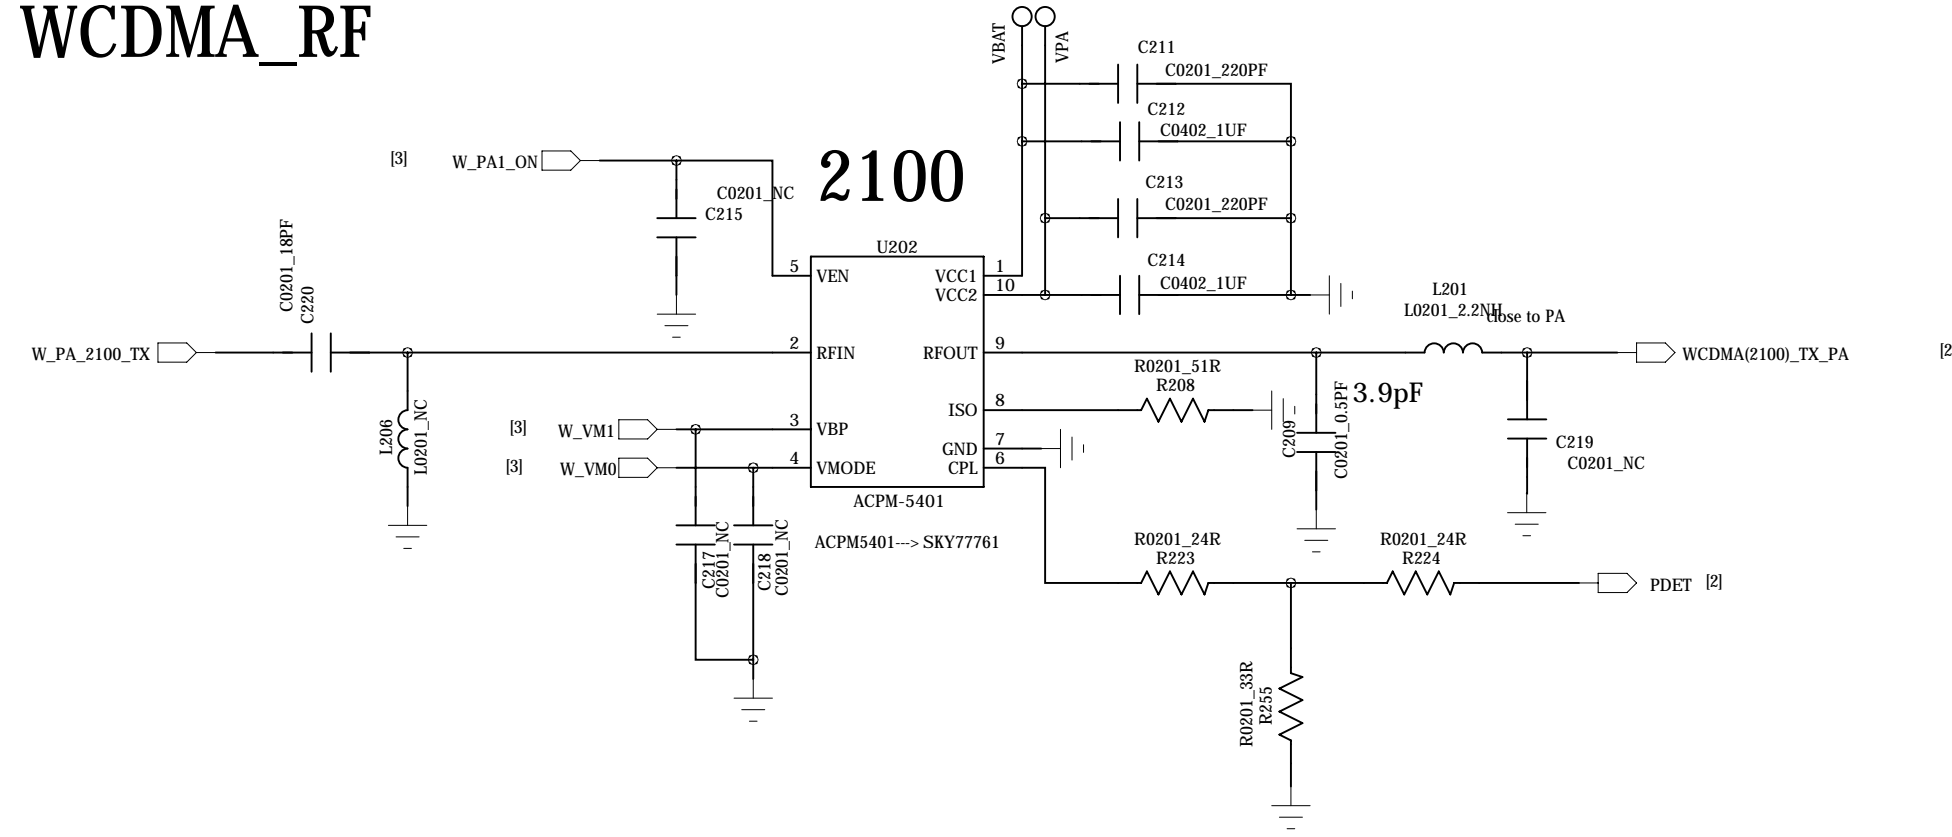 WCDMA_RF
VBAT
VPA
C211
C0201_220PF
C212
C0402_1UF
C213
C0201_220PF
C214
C0402_1UF
[3]
W_PA1_ON
2100
C0201_NC
C215
U202
5
VEN
VCC1
1
VCC2
10
C0201_18PF
C220
W_PA_2100_TX
2
RFIN
RFOUT
9
L201
L0201_2.2NH
close to PA
WCDMA(2100)_TX_PA
[2
L206
L0201_NC
R0201_51R
R208
ISO
8
C209
C0201_0.5PF
3.9pF
C219
C0201_NC
[3]
W_VM1
3
VBP
GND
7
[3]
W_VM0
4
VMODE
CPL
6
ACPM-5401
ACPM5401---> SKY77761
C217
C0201_NC
C218
C0201_NC
R0201_24R
R223
R0201_24R
R224
PDET
[2]
R0201_33R
R255